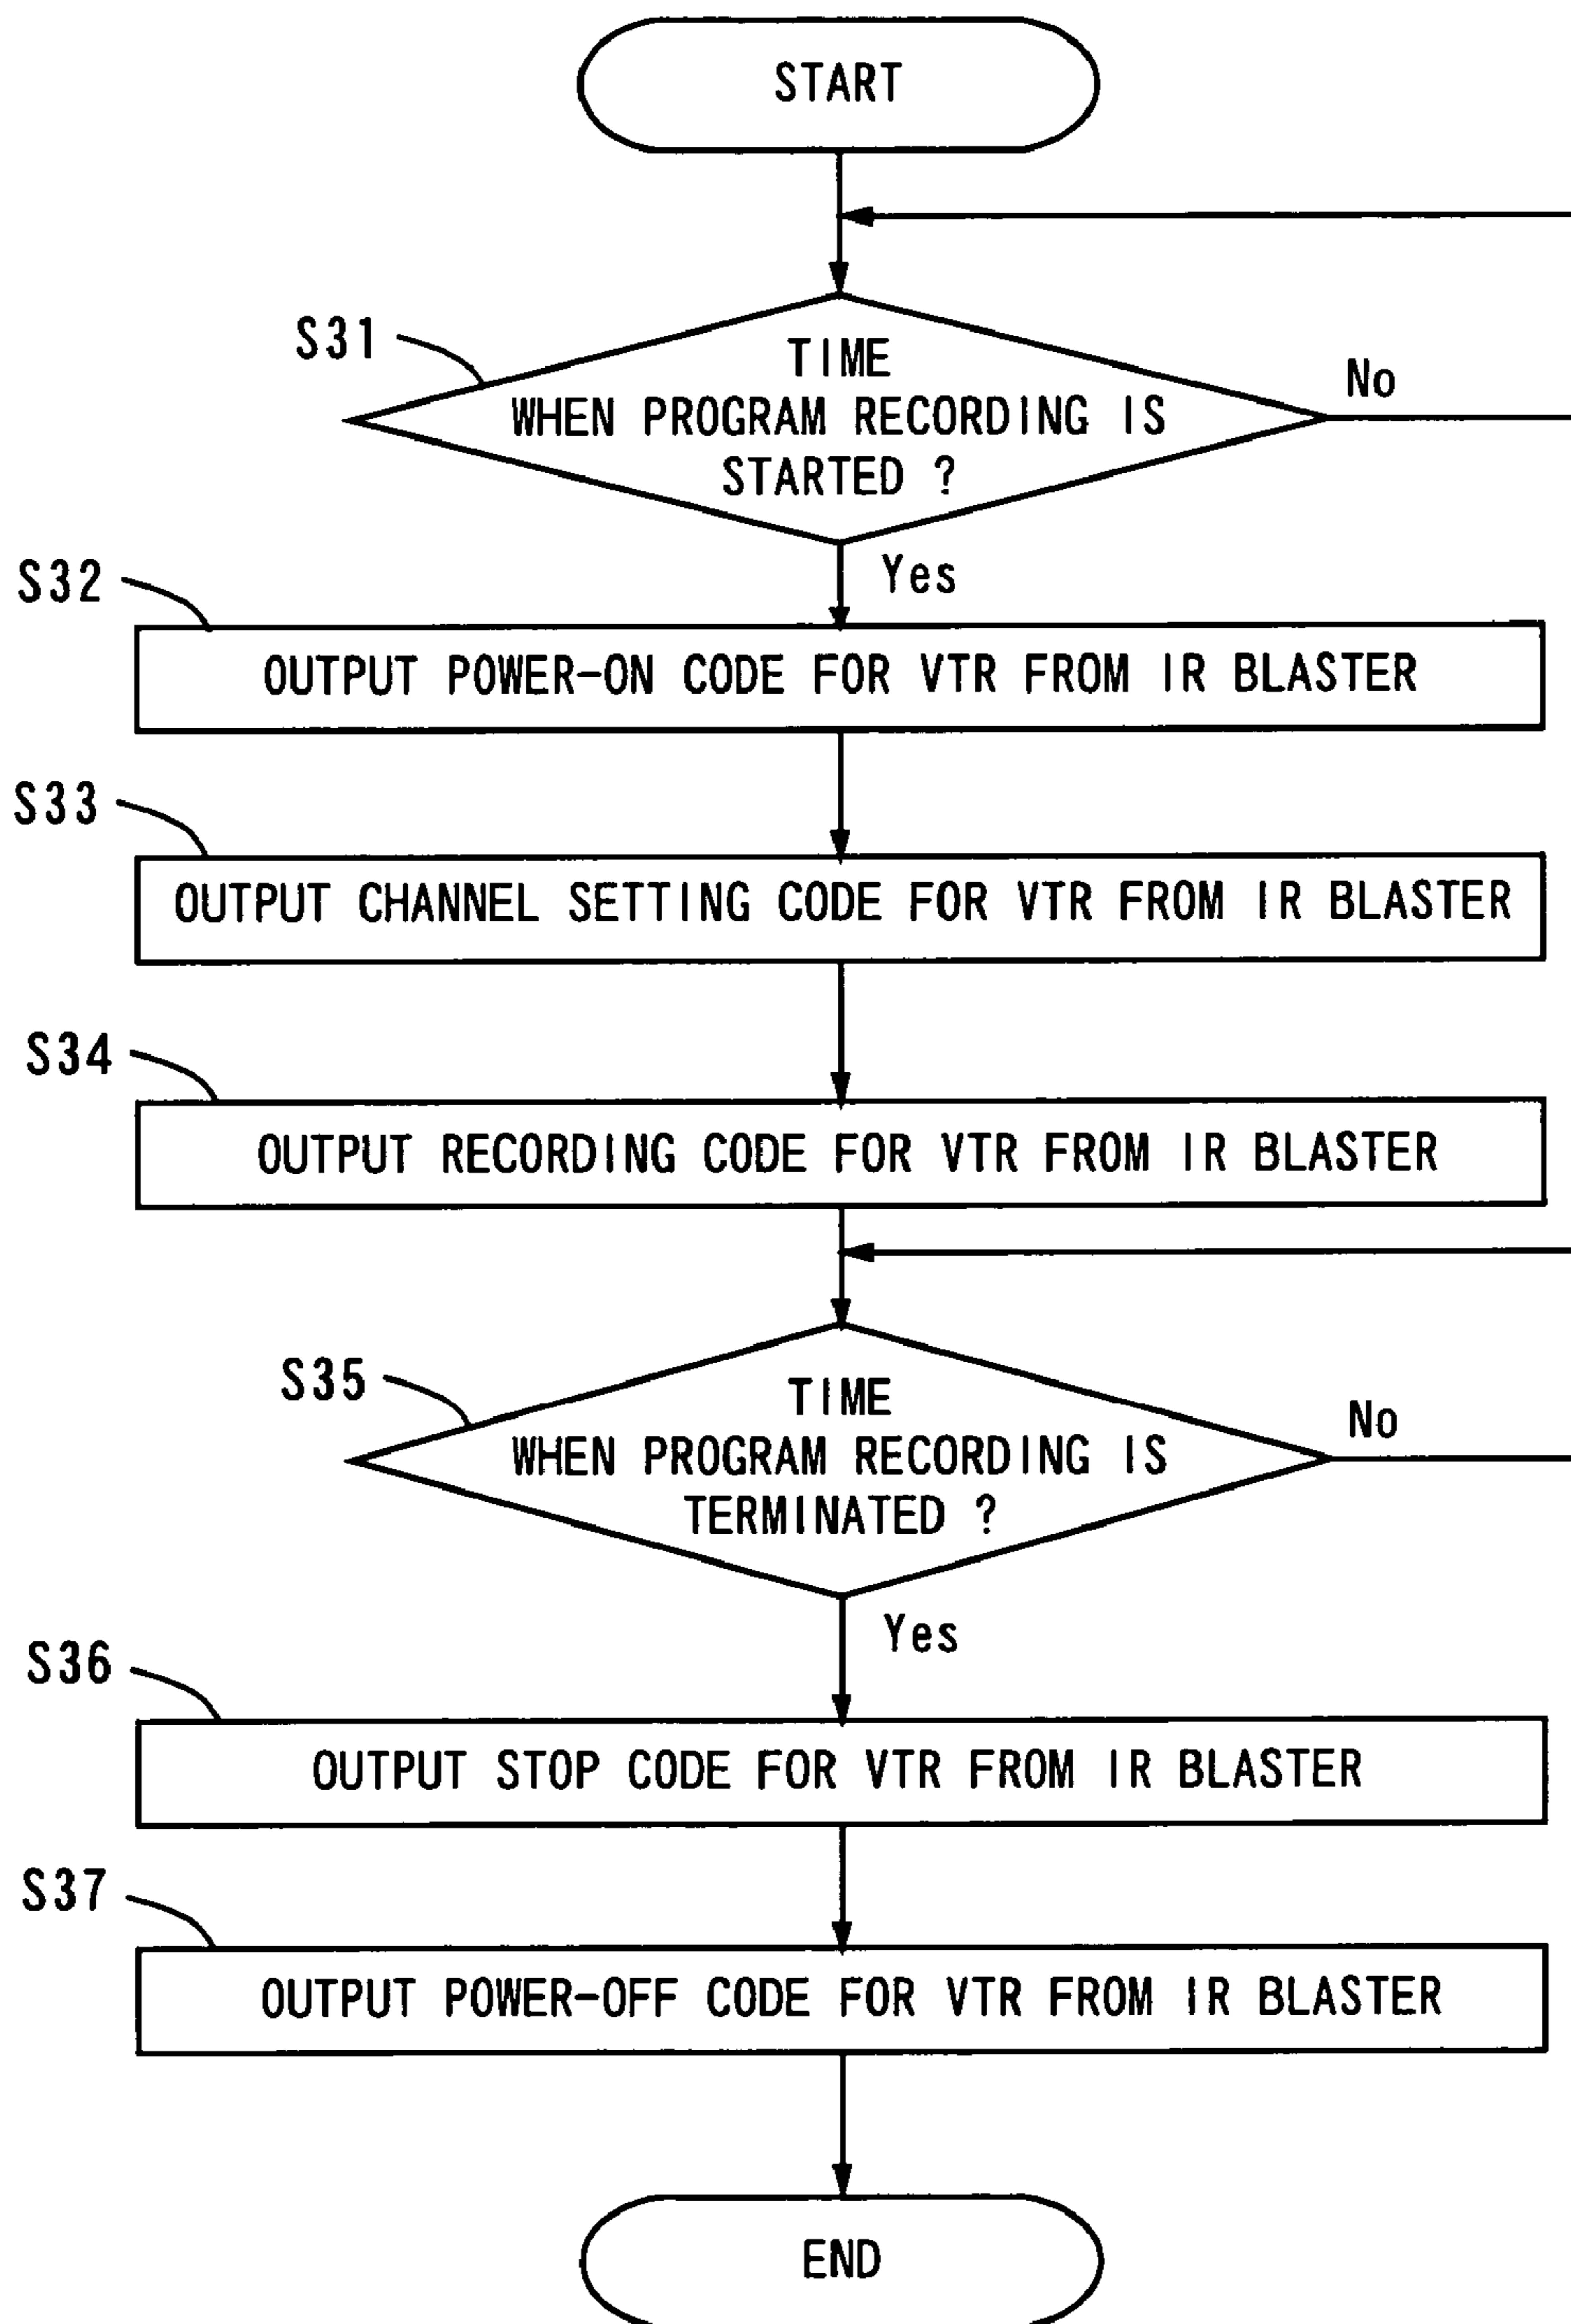 START
S31
TIME
WHEN PROGRAM RECORDING IS
STARTED ?
No
Yes
S32
OUTPUT POWER-ON CODE FOR VTR FROM IR BLASTER
S33
OUTPUT CHANNEL SETTING CODE FOR VTR FROM IR BLASTER
S34
OUTPUT RECORDING CODE FOR VTR FROM IR BLASTER
S35
TIME
WHEN PROGRAM RECORDING IS
TERMINATED ?
No
Yes
S36
OUTPUT STOP CODE FOR VTR FROM IR BLASTER
S37
OUTPUT POWER-OFF CODE FOR VTR FROM IR BLASTER
END